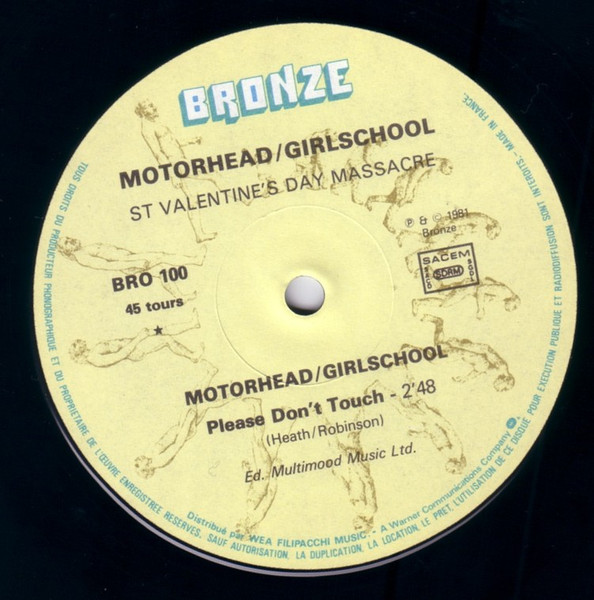 BRONZE
MOTORHEAD/GIRLSCHOOL
ST VALENTINE'S DAY MASSACRE
℗ & © 1981
Bronze
BRO 100
45 tours
★
SACEM
SACD
SDRM
SGDL
MOTORHEAD/GIRLSCHOOL
Please Don't Touch - 2'48
(Heath/Robinson)
Ed. Multimood Music Ltd.
TOUS DROITS DU PRODUCTEUR PHONOGRAPHIQUE ET DU PROPRIETAIRE DE L'ŒUVRE ENREGISTREE RESERVES. SAUF AUTORISATION, LA DUPLICATION, LA LOCATION, LE PRET, L'UTILISATION DE CE DISQUE POUR EXECUTION PUBLIQUE ET RADIODIFFUSION SONT INTERDITS - MADE IN FRANCE.
Distribué par WEA FILIPACCHI MUSIC - A Warner Communications Company